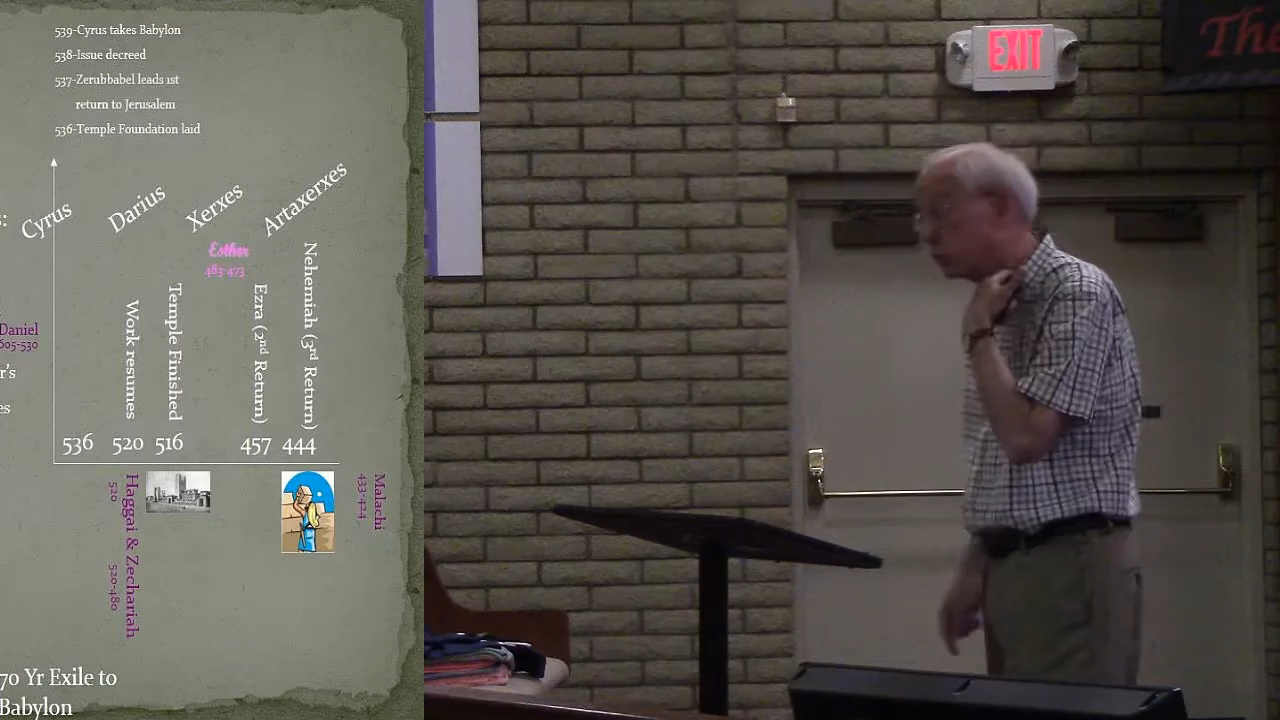 539-Cyrus takes Babylon
538-Issue decreed
537-Zerubbabel leads 1st
return to Jerusalem
536-Temple Foundation laid
s:
Cyrus
Darius
Xerxes
Artaxerxes
Esther
483-473
Daniel
605-530
r's
es
Work resumes
Temple Finished
Ezra (2nd Return)
Nehemiah (3rd Return)
536 520 516 457 444
Haggai & Zechariah
520
520-480
Malachi
433-424
70 Yr Exile to
Babylon
EXIT
The